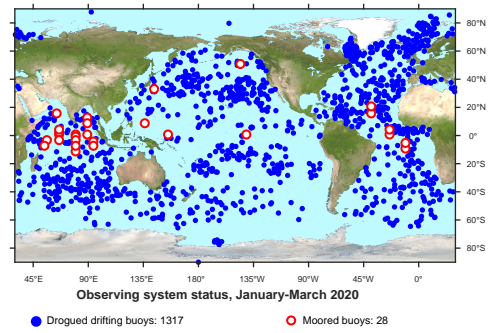 80°N
60°N
40°N
20°N
0°
20°S
40°S
60°S
80°S
45°E 90°E 135°E 180° 135°W 90°W 45°W 0°
Observing system status, January-March 2020
Drogued drifting buoys: 1317 Moored buoys: 28